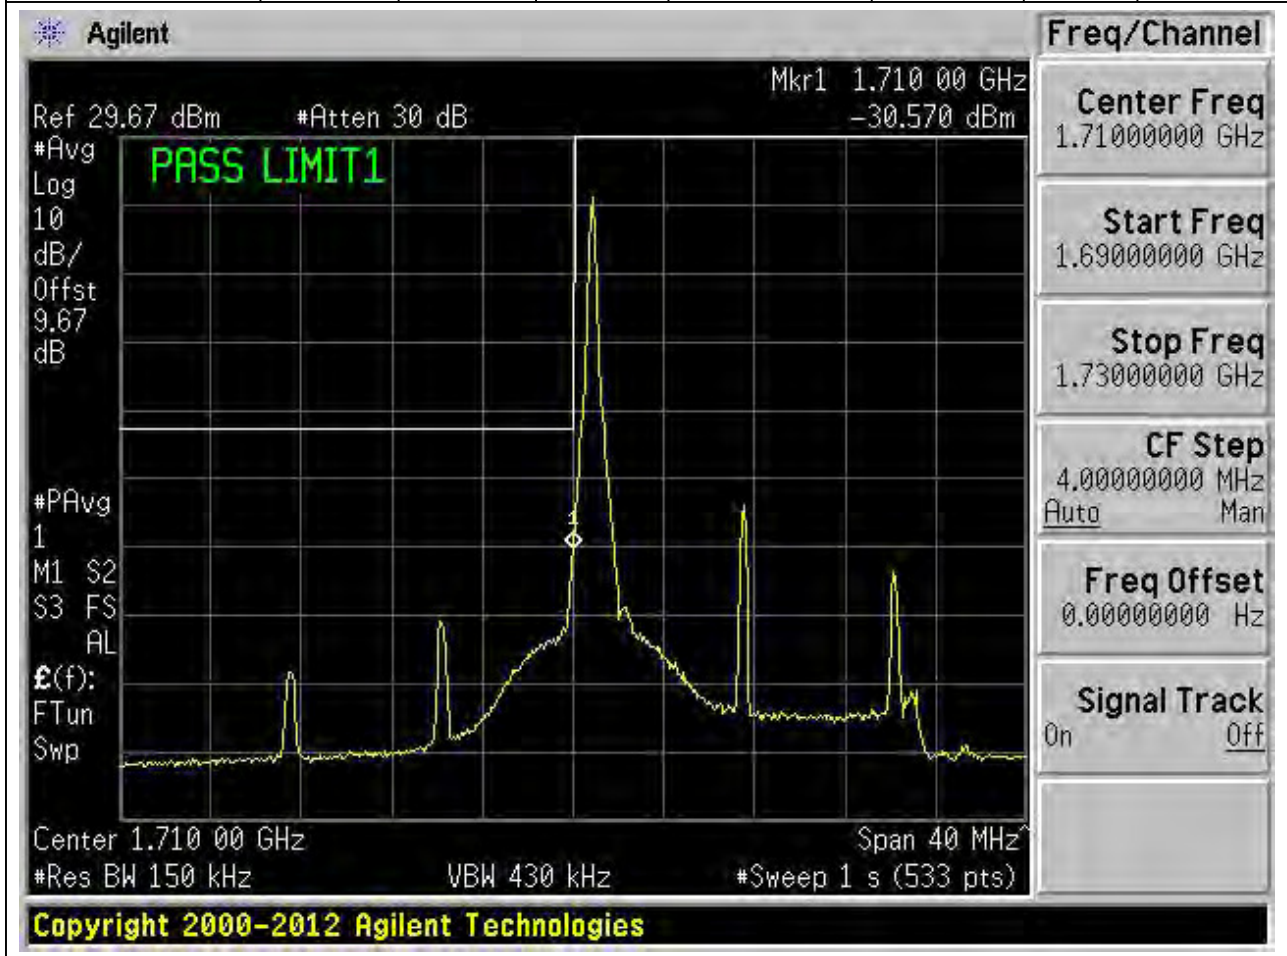 Agilent
Freq/Channel
Mkr1 1.710 00 GHz
Ref 29.67 dBm #Atten 30 dB -30.570 dBm
#Avg
Log
10
dB/
Offst
9.67
dB
PASS LIMIT1
#PAvg
1
M1 S2
S3 FS
AL
£(f):
FTun
Swp
1
Center 1.710 00 GHz Span 40 MHz^
#Res BW 150 kHz VBW 430 kHz #Sweep 1 s (533 pts)
Copyright 2000-2012 Agilent Technologies
Center Freq
1.71000000 GHz
Start Freq
1.69000000 GHz
Stop Freq
1.73000000 GHz
CF Step
4.00000000 MHz
Auto Man
Freq Offset
0.00000000 Hz
Signal Track
On Off